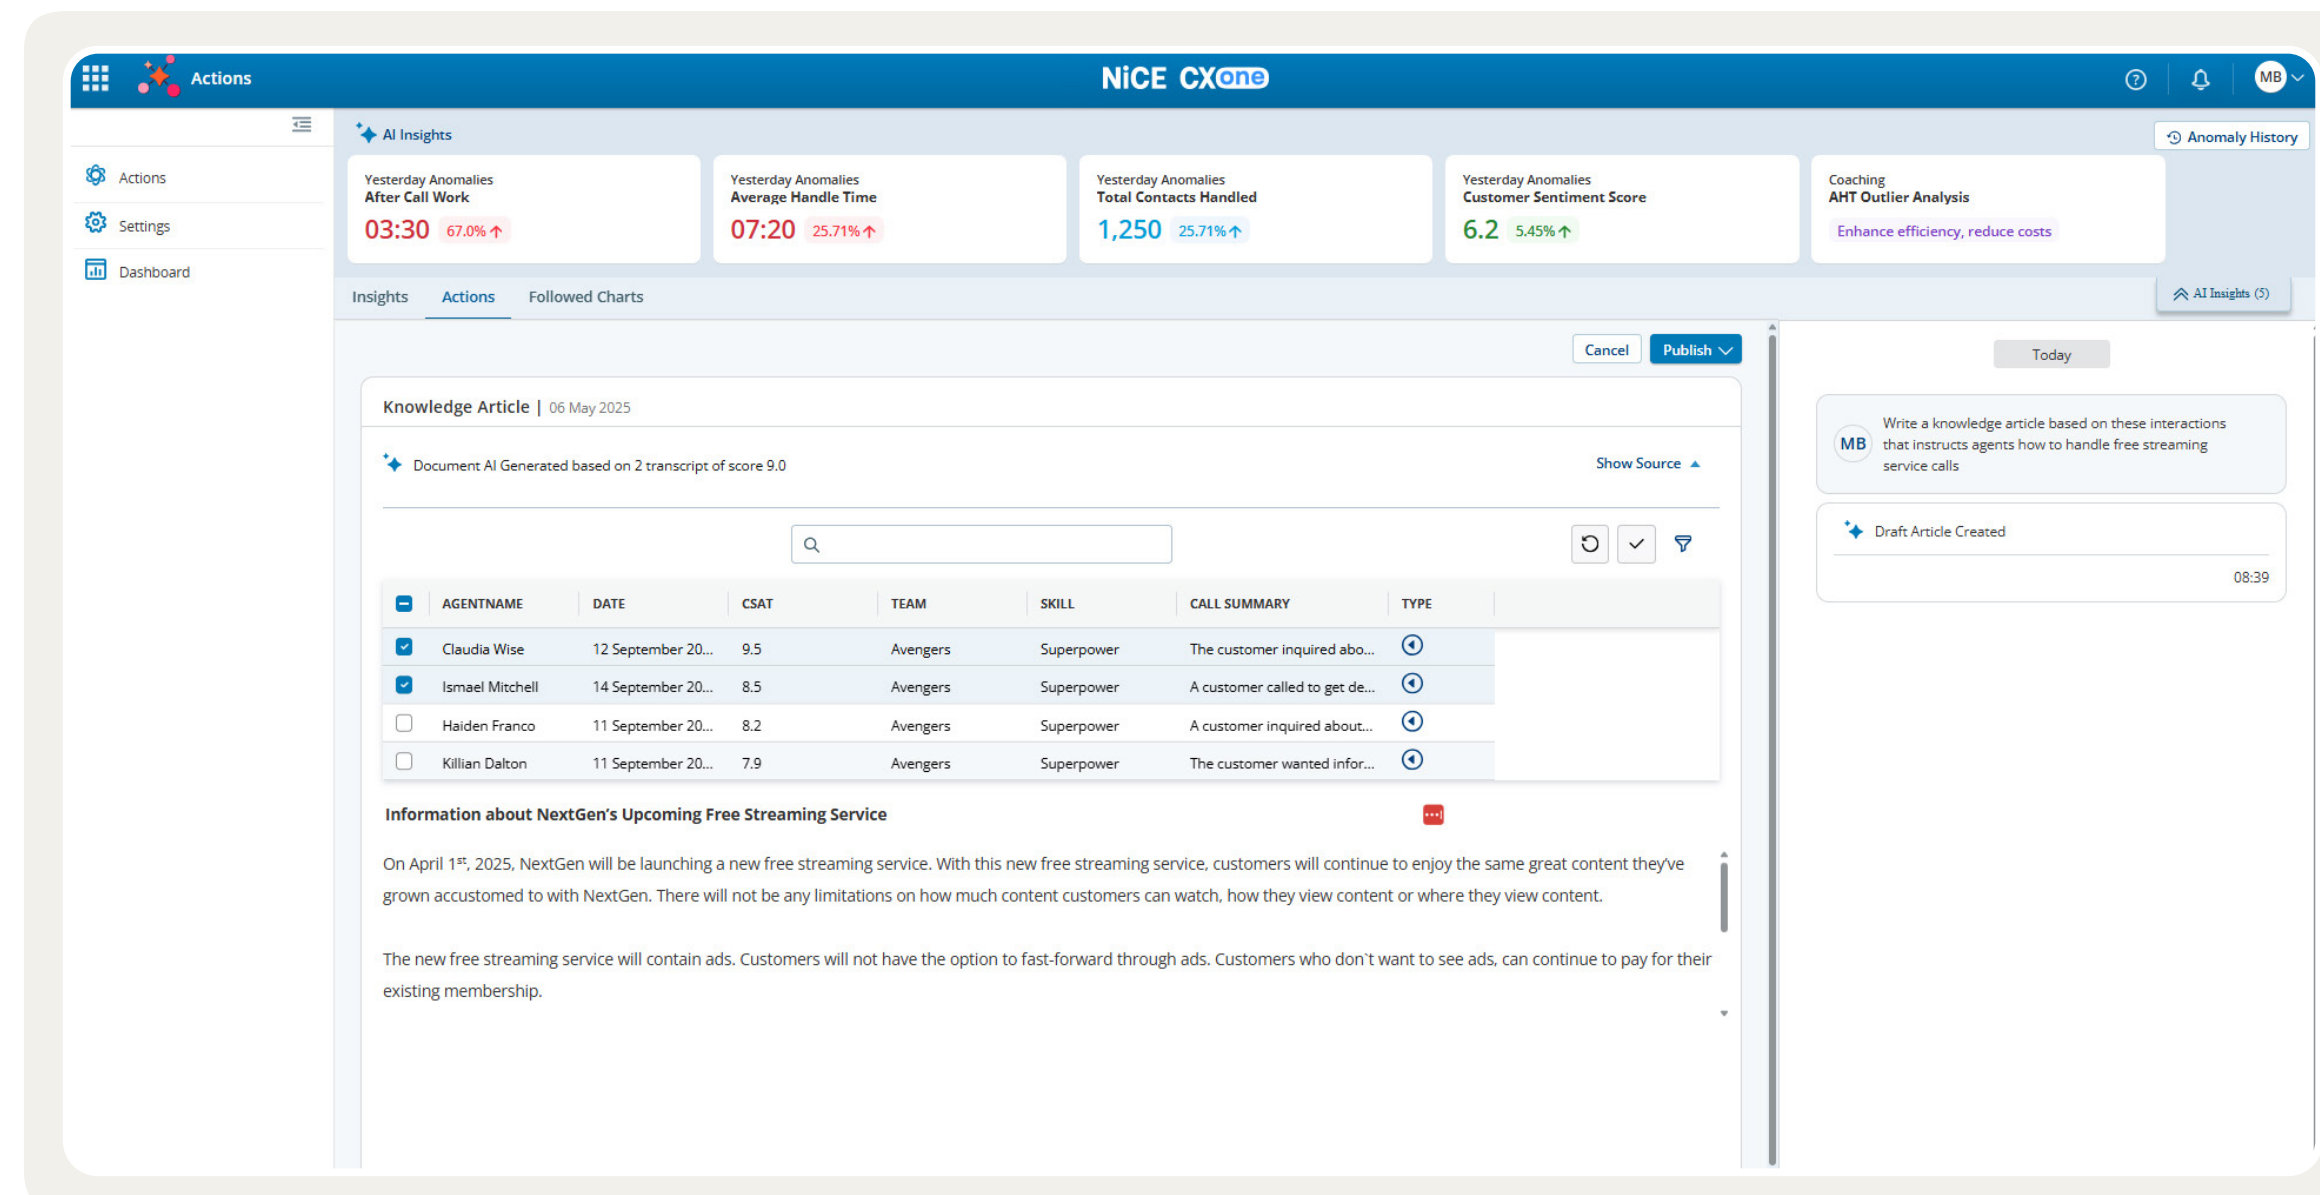 Actions
NiCE CXone
MB
Actions
Settings
Dashboard
AI Insights
Anomaly History
Yesterday Anomalies
After Call Work
03:30 67.0%
Yesterday Anomalies
Average Handle Time
07:20 25.71%
Yesterday Anomalies
Total Contacts Handled
1,250 25.71%
Yesterday Anomalies
Customer Sentiment Score
6.2 5.45%
Coaching
AHT Outlier Analysis
Enhance efficiency, reduce costs
Insights Actions Followed Charts
AI Insights (5)
Cancel Publish
Knowledge Article | 06 May 2025
Document AI Generated based on 2 transcript of score 9.0
Show Source
AGENTNAME DATE CSAT TEAM SKILL CALL SUMMARY TYPE
Claudia Wise 12 September 20... 9.5 Avengers Superpower The customer inquired abo...
Ismael Mitchell 14 September 20... 8.5 Avengers Superpower A customer called to get de...
Haiden Franco 11 September 20... 8.2 Avengers Superpower A customer inquired about...
Killian Dalton 11 September 20... 7.9 Avengers Superpower The customer wanted infor...
Information about NextGen’s Upcoming Free Streaming Service
On April 1st, 2025, NextGen will be launching a new free streaming service. With this new free streaming service, customers will continue to enjoy the same great content they’ve
grown accustomed to with NextGen. There will not be any limitations on how much content customers can watch, how they view content or where they view content.
The new free streaming service will contain ads. Customers will not have the option to fast-forward through ads. Customers who don`t want to see ads, can continue to pay for their
existing membership.
Today
MB
Write a knowledge article based on these interactions
that instructs agents how to handle free streaming
service calls
Draft Article Created
08:39